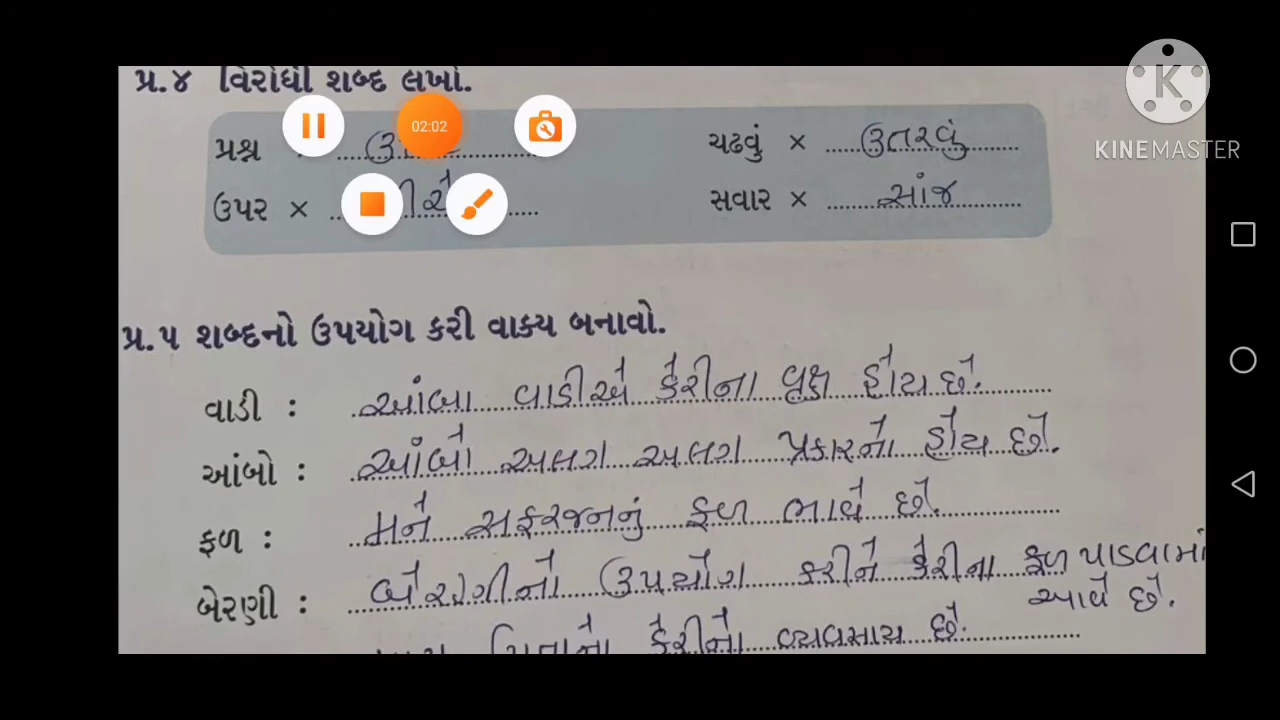 પ્ર.૪ વિરોધી શબ્દ લખો.
02:02
KINEMASTER
પ્રશ્ન ચઢવું × ઉતરવું
ઉપર × સવાર × સાંજ
પ્ર.૫ શબ્દનો ઉપયોગ કરી વાક્ય બનાવો.
વાડી : આંબા વાડીએ કેરીના વૃક્ષ હોય છે.
આંબો : આંબો અલગ અલગ પ્રકારનો હોય છે.
ફળ : મને સફરજનનું ફળ ભાવે છે.
બેરણી : બેરણીનો ઉપયોગ કરીને કેરીના ફળ પાડવામાં
આવે છે.
પિતાનો કેરીનો વ્યવસાય છે.